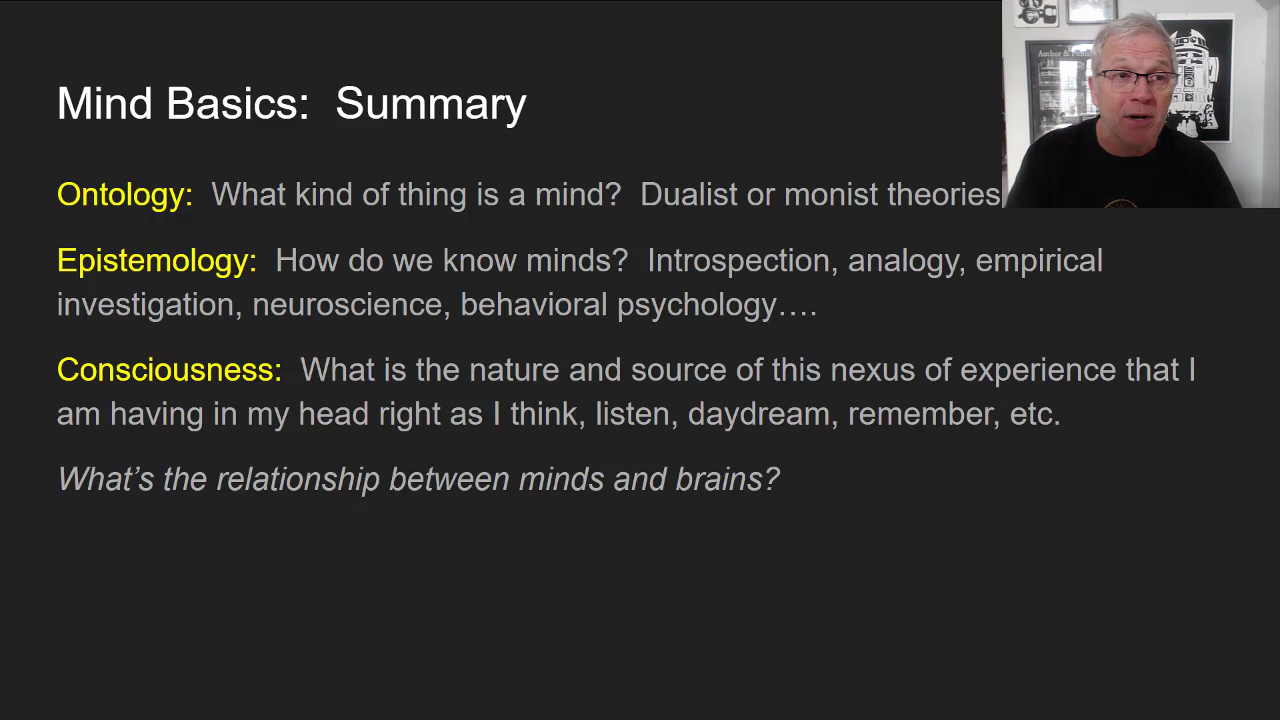 Mind Basics: Summary
Author &
Ontology: What kind of thing is a mind? Dualist or monist theories
Epistemology: How do we know minds? Introspection, analogy, empirical
investigation, neuroscience, behavioral psychology….
Consciousness: What is the nature and source of this nexus of experience that I
am having in my head right as I think, listen, daydream, remember, etc.
What’s the relationship between minds and brains?